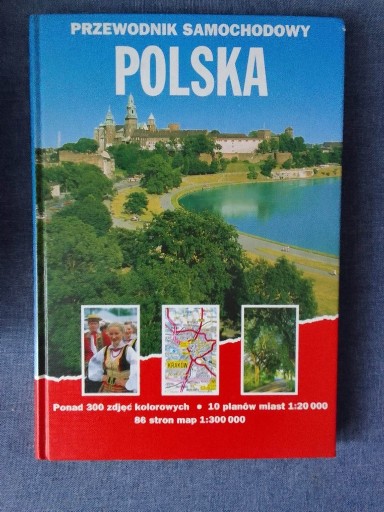 PRZEWODNIK SAMOCHODOWY
POLSKA
KRAKÓW
Ponad 300 zdjęć kolorowych • 10 planów miast 1:20 000
86 stron map 1:300 000